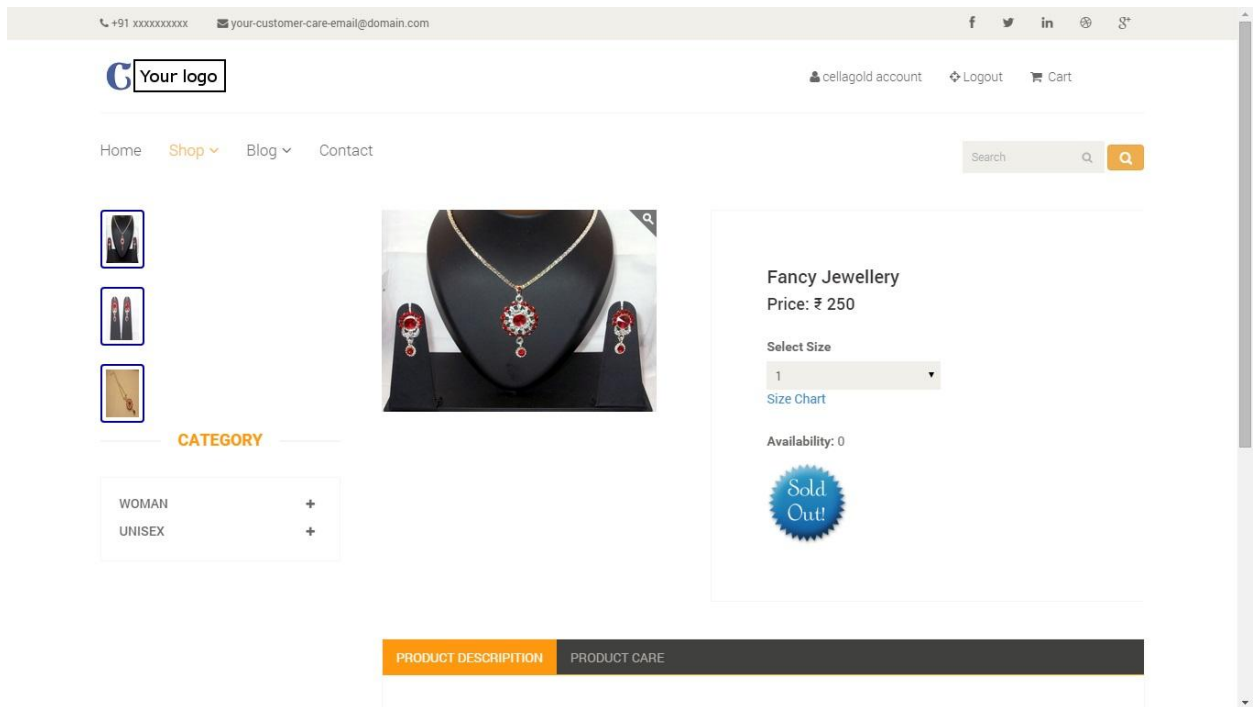 +91 xxxxxxxxxx
your-customer-care-email@domain.com
Your logo
cellagold account
Logout
Cart
Home
Shop
Blog
Contact
Search
Fancy Jewellery
Price: ₹ 250
Select Size
1
Size Chart
Availability: 0
Sold
Out!
CATEGORY
WOMAN
UNISEX
PRODUCT DESCRIPITION
PRODUCT CARE